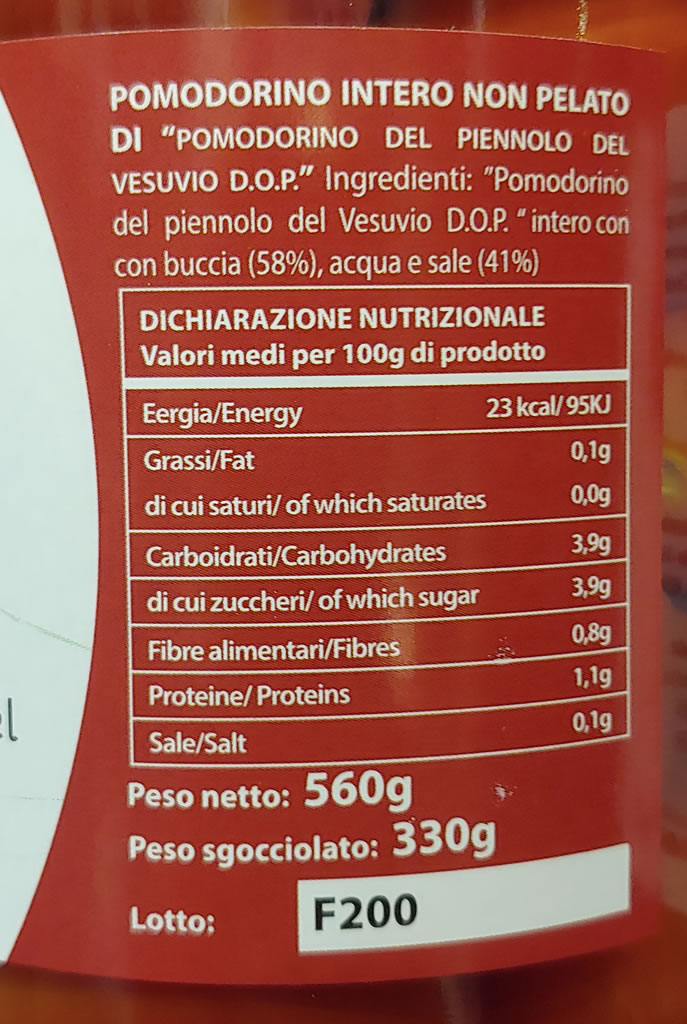 POMODORINO INTERO NON PELATO
DI "POMODORINO DEL PIENNOLO DEL
VESUVIO D.O.P." Ingredienti: "Pomodorino
del piennolo del Vesuvio D.O.P. " intero con
con buccia (58%), acqua e sale (41%)
DICHIARAZIONE NUTRIZIONALE
Valori medi per 100g di prodotto
Eergia/Energy 23 kcal/ 95KJ
Grassi/Fat 0,1g
di cui saturi/ of which saturates 0,0g
Carboidrati/Carbohydrates 3,9g
di cui zuccheri/ of which sugar 3,9g
Fibre alimentari/Fibres 0,8g
Proteine/ Proteins 1,1g
Sale/Salt 0,1g
Peso netto: 560g
Peso sgocciolato: 330g
Lotto: F200